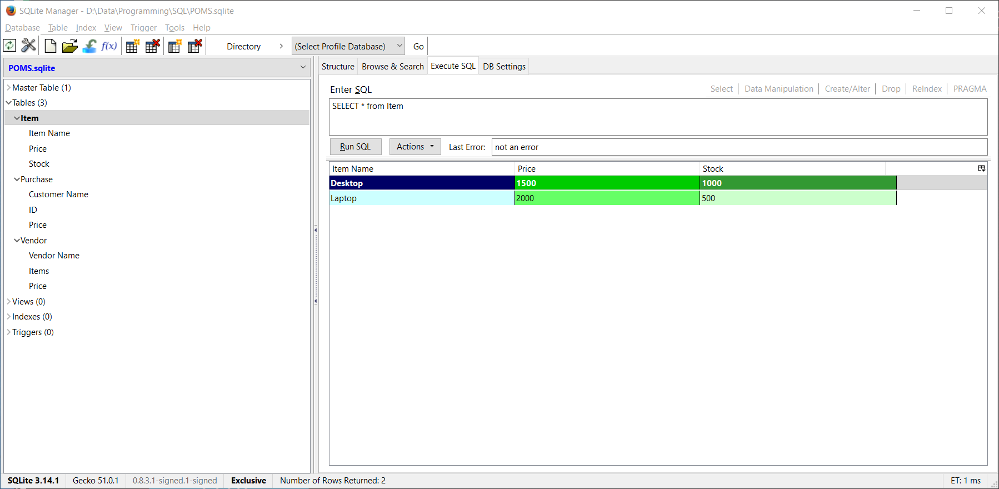 SQLite Manager - D:\Data\Programming\SQL\POMS.sqlite
Database Table Index View Trigger Tools Help
f(x) Directory > (Select Profile Database) Go
POMS.sqlite
Master Table (1)
Tables (3)
Item
Item Name
Price
Stock
Purchase
Customer Name
ID
Price
Vendor
Vendor Name
Items
Price
Views (0)
Indexes (0)
Triggers (0)
Structure Browse & Search Execute SQL DB Settings
Enter SQL Select Data Manipulation Create/Alter Drop ReIndex PRAGMA
SELECT * from Item
Run SQL Actions Last Error: not an error
Item Name Price Stock
Desktop 1500 1000
Laptop 2000 500
SQLite 3.14.1 Gecko 51.0.1 0.8.3.1-signed.1-signed Exclusive Number of Rows Returned: 2 ET: 1 ms